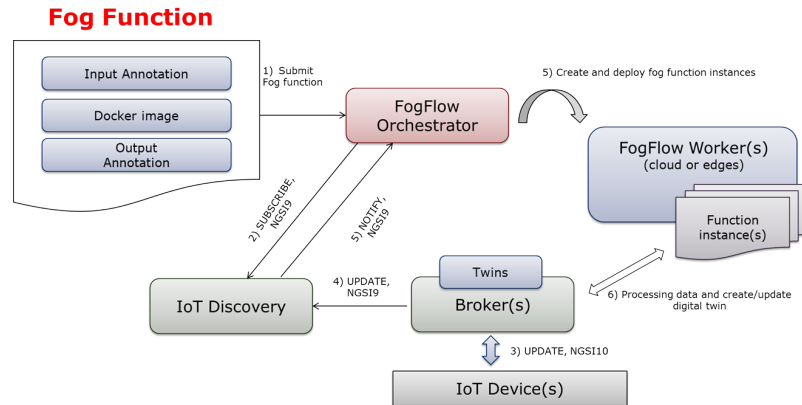 Fog Function
Input Annotation
Docker image
Output
Annotation
1) Submit
Fog function
FogFlow
Orchestrator
5) Create and deploy fog function instances
FogFlow Worker(s)
(cloud or edges)
Function
instance(s)
2) SUBSCRIBE,
NGSI9
5) NOTIFY,
NGSI9
IoT Discovery
4) UPDATE,
NGSI9
Twins
Broker(s)
6) Processing data and create/update
digital twin
3) UPDATE, NGSI10
IoT Device(s)